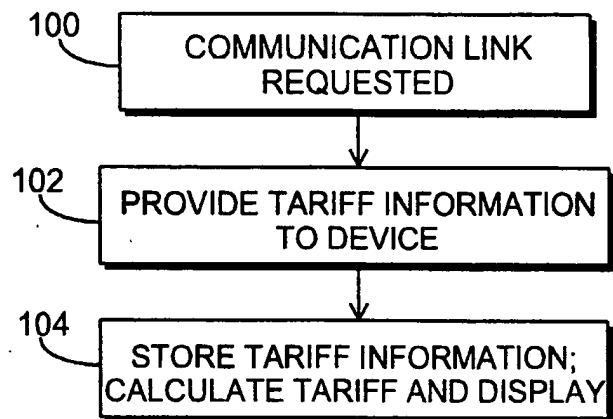 100
COMMUNICATION LINK
REQUESTED
102
PROVIDE TARIFF INFORMATION
TO DEVICE
104
STORE TARIFF INFORMATION;
CALCULATE TARIFF AND DISPLAY